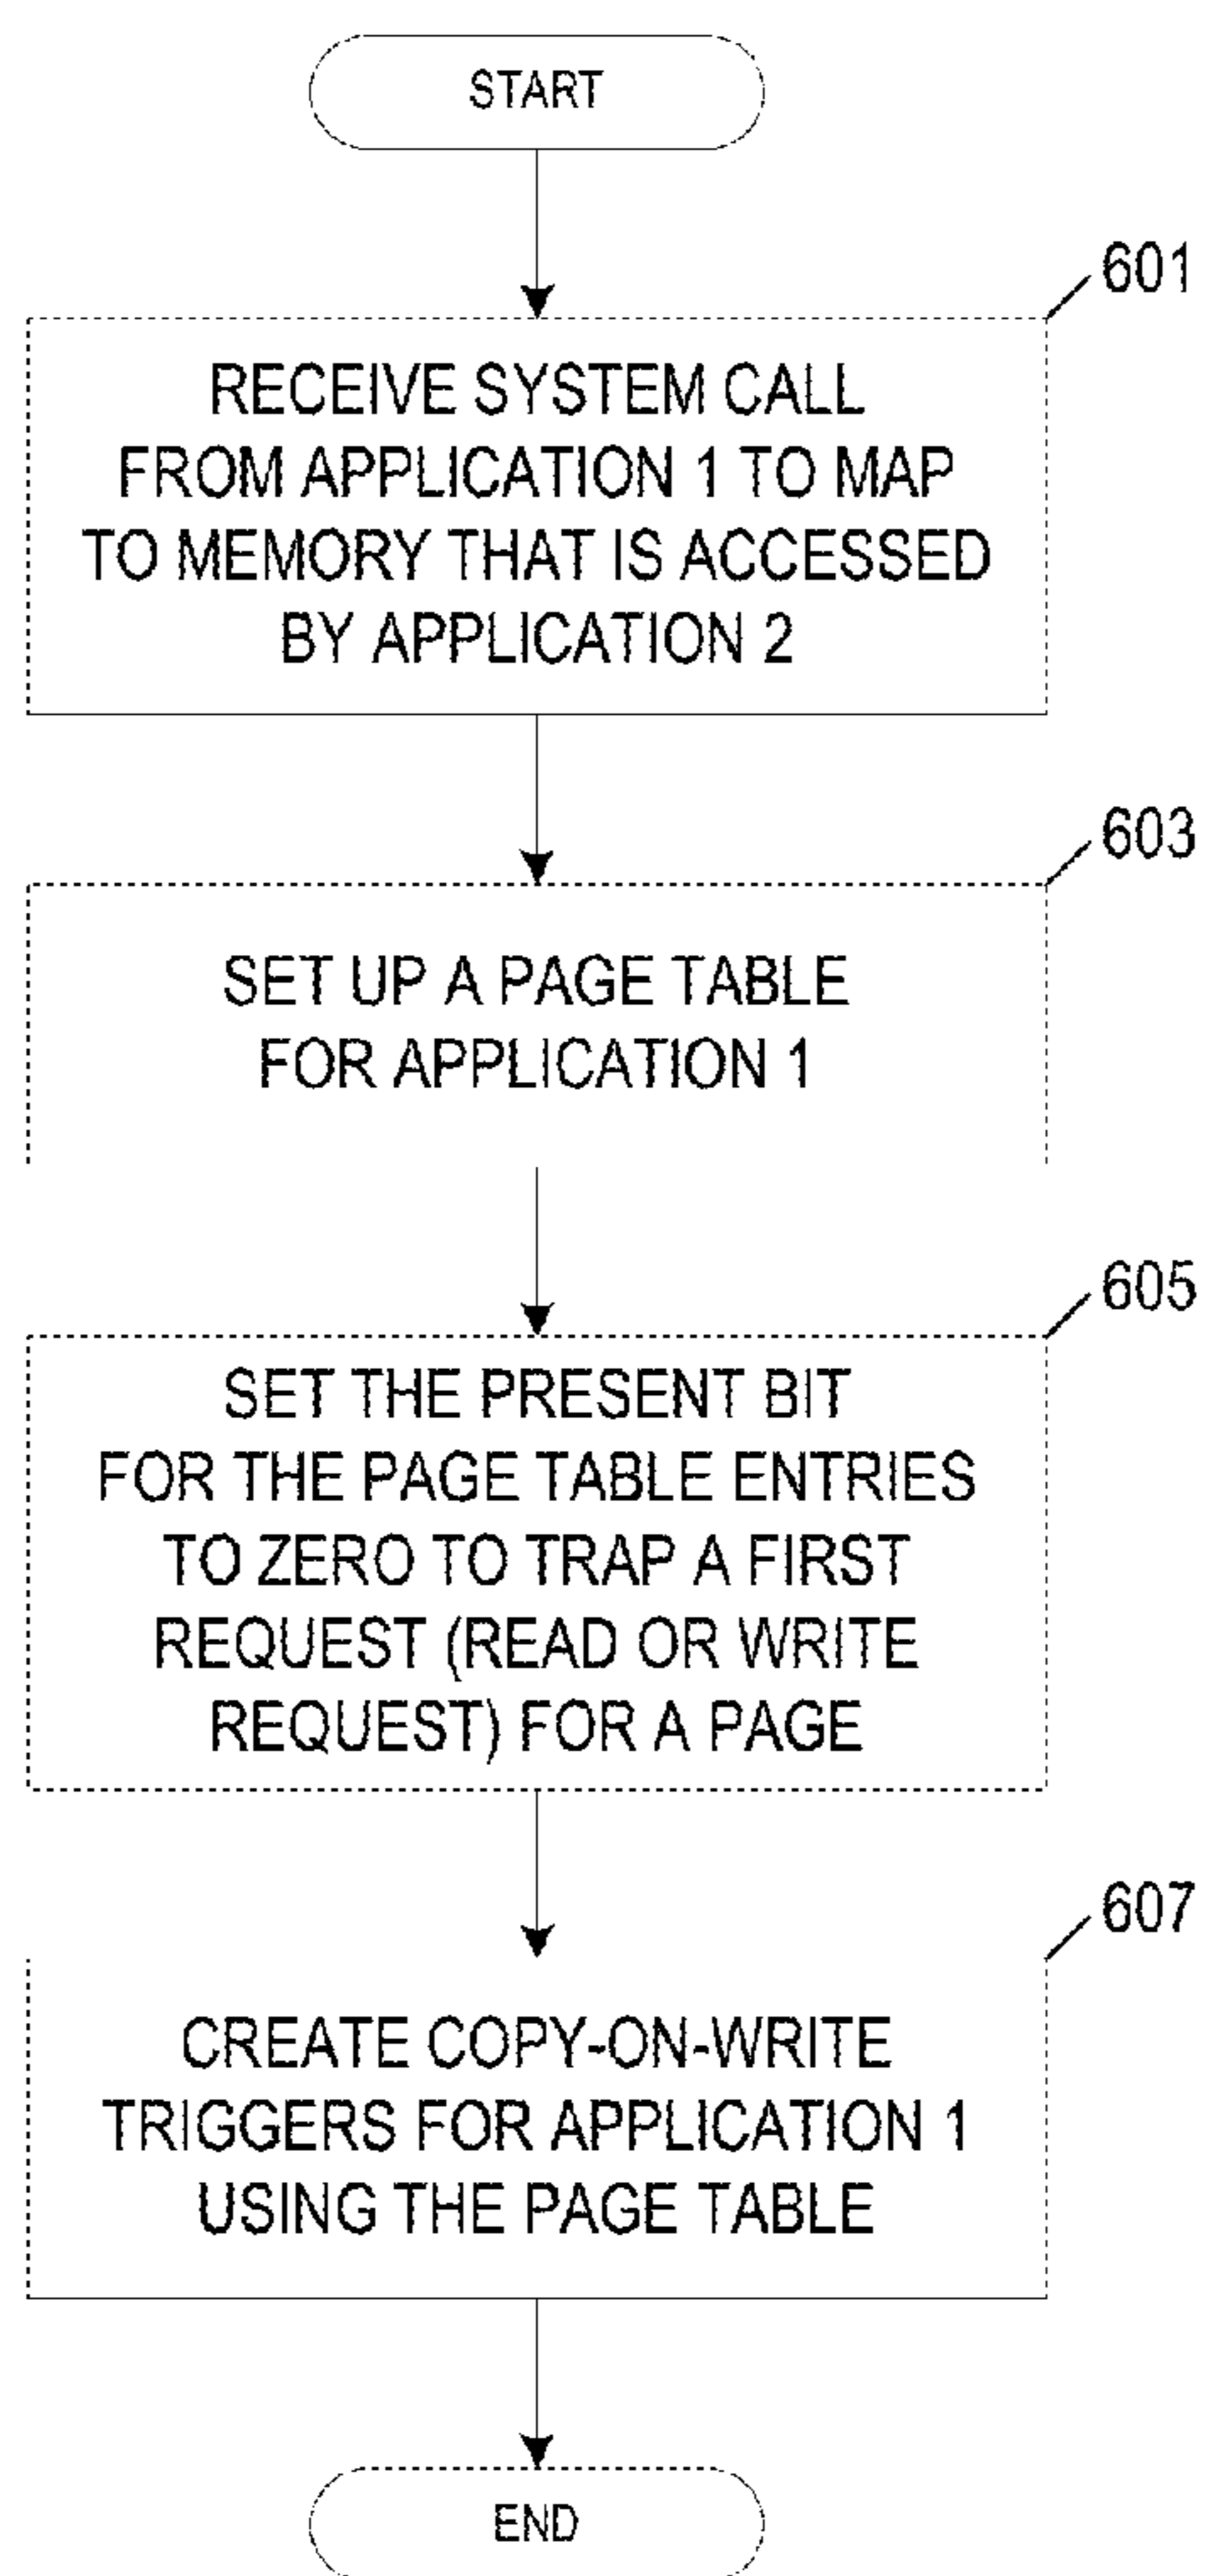 START
601
RECEIVE SYSTEM CALL
FROM APPLICATION 1 TO MAP
TO MEMORY THAT IS ACCESSED
BY APPLICATION 2
603
SET UP A PAGE TABLE
FOR APPLICATION 1
605
SET THE PRESENT BIT
FOR THE PAGE TABLE ENTRIES
TO ZERO TO TRAP A FIRST
REQUEST (READ OR WRITE
REQUEST) FOR A PAGE
607
CREATE COPY-ON-WRITE
TRIGGERS FOR APPLICATION 1
USING THE PAGE TABLE
END